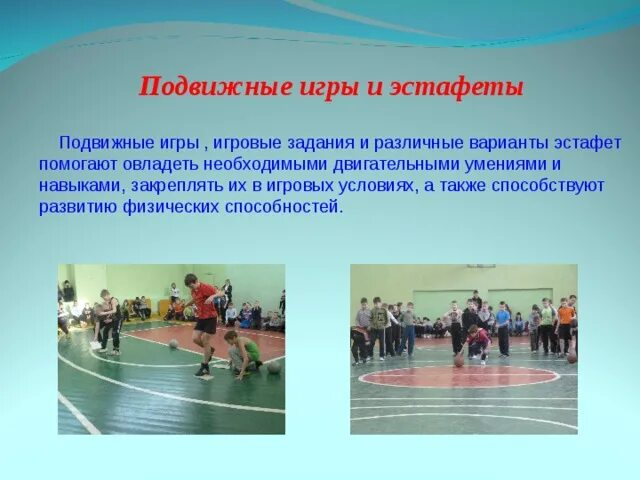 Подвижные игры и эстафеты
Подвижные игры , игровые задания и различные варианты эстафет
помогают овладеть необходимыми двигательными умениями и
навыками, закреплять их в игровых условиях, а также способствуют
развитию физических способностей.